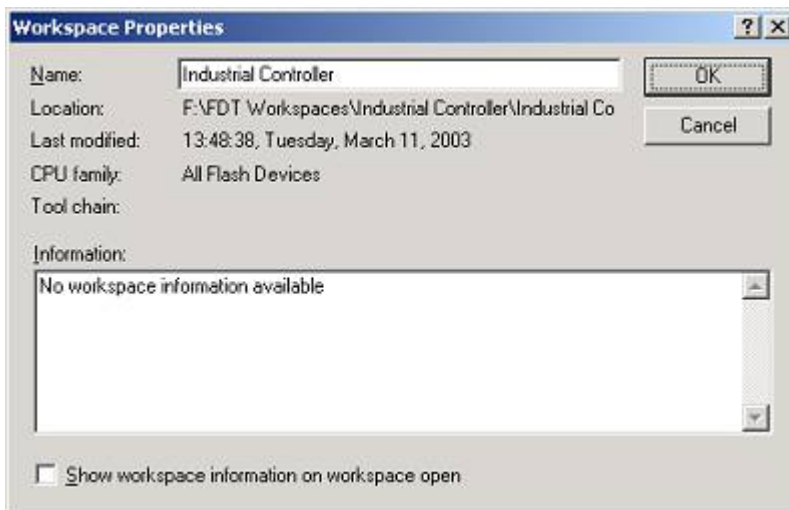 Workspace Properties
Name: Industrial Controller OK
Location: F:\FDT Workspaces\Industrial Controller\Industrial Co
Last modified: 13:48:38, Tuesday, March 11, 2003 Cancel
CPU family: All Flash Devices
Tool chain:
Information:
No workspace information available
Show workspace information on workspace open